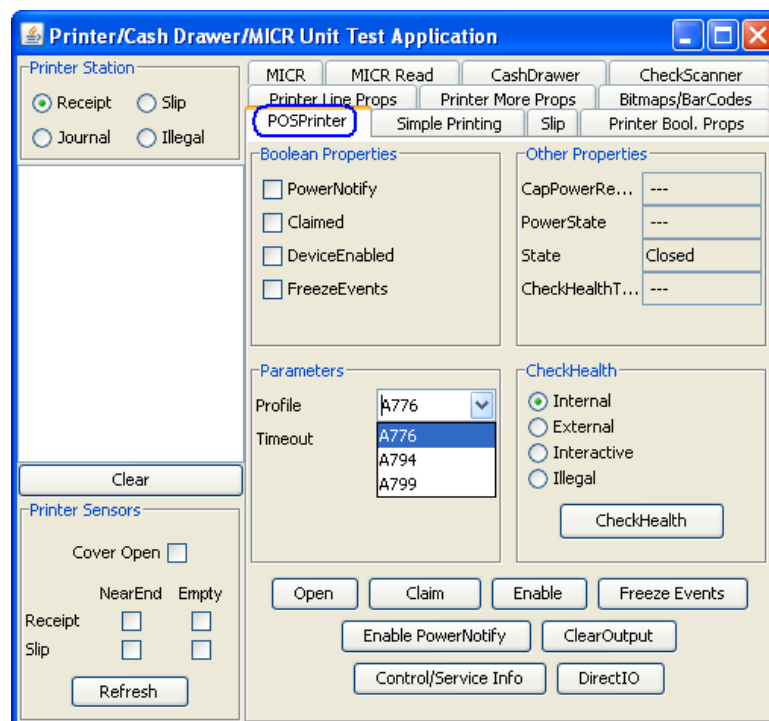 Printer/Cash Drawer/MICR Unit Test Application
Printer Station
Receipt Slip
Journal Illegal
Clear
Printer Sensors
Cover Open
NearEnd Empty
Receipt
Slip
Refresh
MICR MICR Read CashDrawer CheckScanner
Printer Line Props Printer More Props Bitmaps/BarCodes
POSPrinter Simple Printing Slip Printer Bool. Props
Boolean Properties
PowerNotify
Claimed
DeviceEnabled
FreezeEvents
Other Properties
CapPowerRe... ---
PowerState ---
State Closed
CheckHealthT... ---
Parameters
Profile A776
Timeout
A776
A794
A799
CheckHealth
Internal
External
Interactive
Illegal
CheckHealth
Open Claim Enable Freeze Events
Enable PowerNotify ClearOutput
Control/Service Info DirectIO